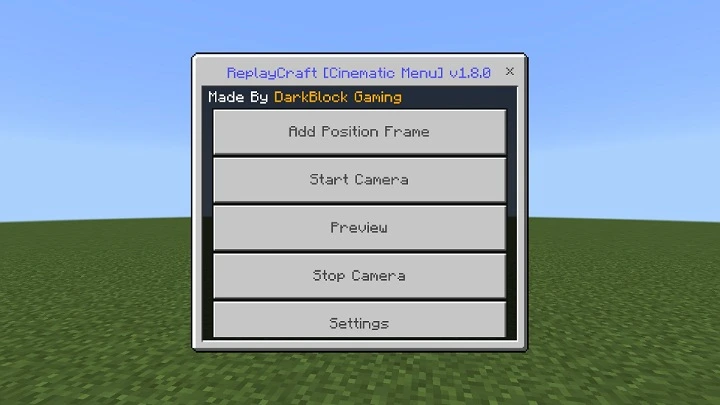 ReplayCraft [Cinematic Menu] v1.8.0
Made By DarkBlock Gaming
Add Position Frame
Start Camera
Preview
Stop Camera
Settings